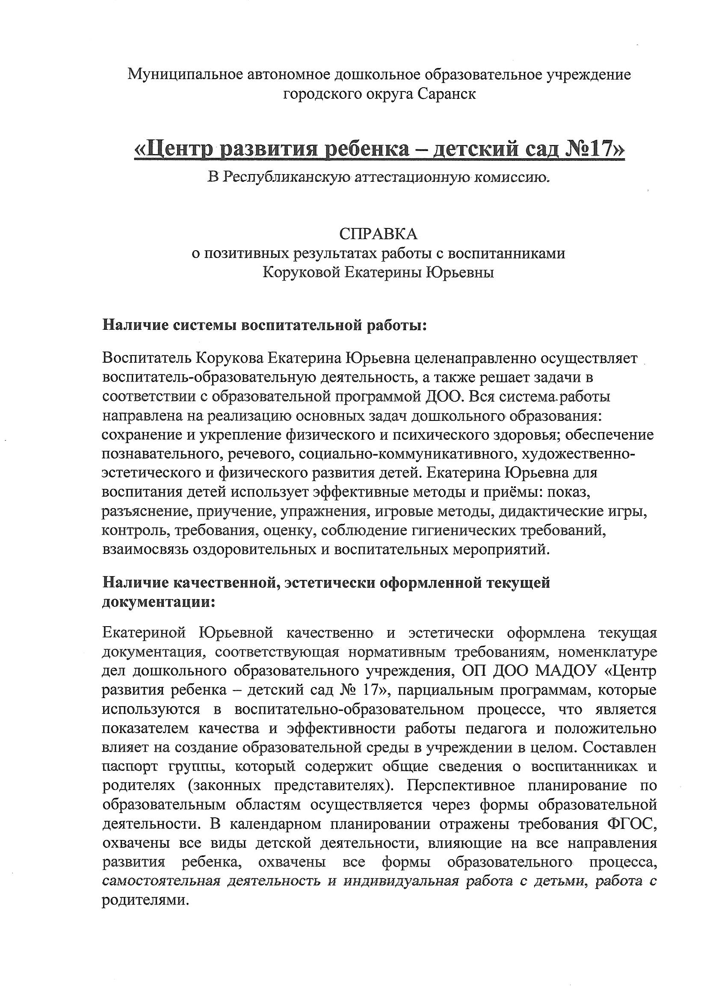 Муниципальное автономное дошкольное образовательное учреждение
городского округа Саранск
«Центр развития ребенка – детский сад №17»
В Республиканскую аттестационную комиссию.
СПРАВКА
о позитивных результатах работы с воспитанниками
Коруковой Екатерины Юрьевны
Наличие системы воспитательной работы:
Воспитатель Корукова Екатерина Юрьевна целенаправленно осуществляет
воспитатель-образовательную деятельность, а также решает задачи в
соответствии с образовательной программой ДОО. Вся система работы
направлена на реализацию основных задач дошкольного образования:
сохранение и укрепление физического и психического здоровья; обеспечение
познавательного, речевого, социально-коммуникативного, художественно-
эстетического и физического развития детей. Екатерина Юрьевна для
воспитания детей использует эффективные методы и приёмы: показ,
разъяснение, приучение, упражнения, игровые методы, дидактические игры,
контроль, требования, оценку, соблюдение гигиенических требований,
взаимосвязь оздоровительных и воспитательных мероприятий.
Наличие качественной, эстетически оформленной текущей
документации:
Екатериной Юрьевной качественно и эстетически оформлена текущая
документация, соответствующая нормативным требованиям, номенклатуре
дел дошкольного образовательного учреждения, ОП ДОО МАДОУ «Центр
развития ребенка – детский сад № 17», парциальным программам, которые
используются в воспитательно-образовательном процессе, что является
показателем качества и эффективности работы педагога и положительно
влияет на создание образовательной среды в учреждении в целом. Составлен
паспорт группы, который содержит общие сведения о воспитанниках и
родителях (законных представителях). Перспективное планирование по
образовательным областям осуществляется через формы образовательной
деятельности. В календарном планировании отражены требования ФГОС,
охвачены все виды детской деятельности, влияющие на все направления
развития ребенка, охвачены все формы образовательного процесса,
самостоятельная деятельность и индивидуальная работа с детьми, работа с
родителями.